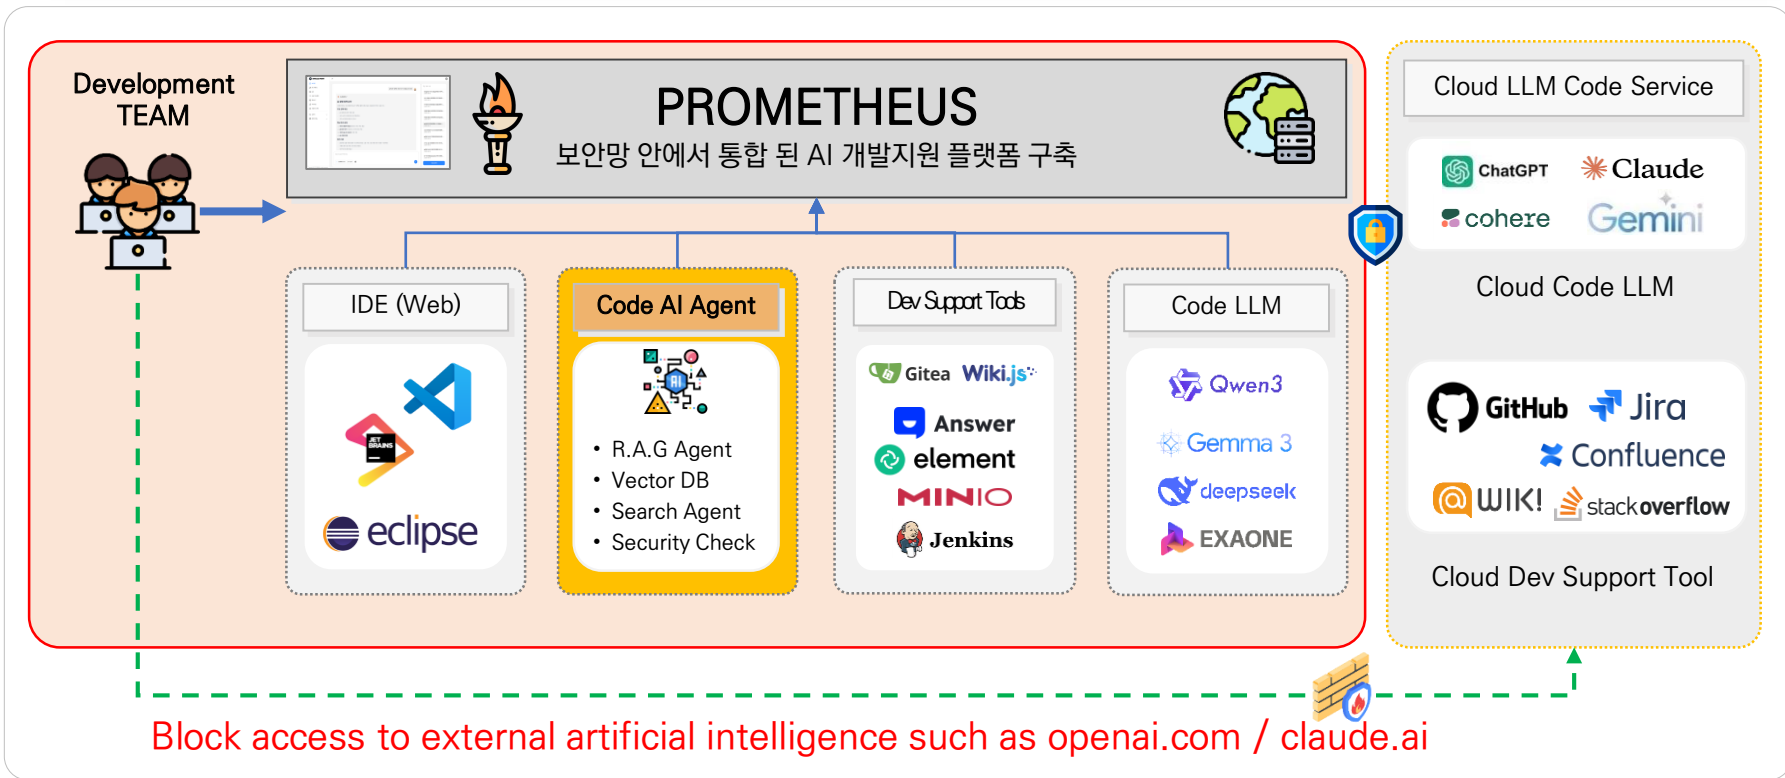 Development
TEAM
PROMETHEUS
보안망 안에서 통합 된 AI 개발지원 플랫폼 구축
IDE (Web)
JET
BRAINS
eclipse
Code AI Agent
AI
• R.A.G Agent
• Vector DB
• Search Agent
• Security Check
Dev Support Tools
Gitea Wiki.js
Answer
element
MINIO
Jenkins
Code LLM
Qwen3
Gemma 3
deepseek
EXAONE
Cloud LLM Code Service
ChatGPT Claude
cohere Gemini
Cloud Code LLM
GitHub Jira
Confluence
WIKI! stackoverflow
Cloud Dev Support Tool
Block access to external artificial intelligence such as openai.com / claude.ai